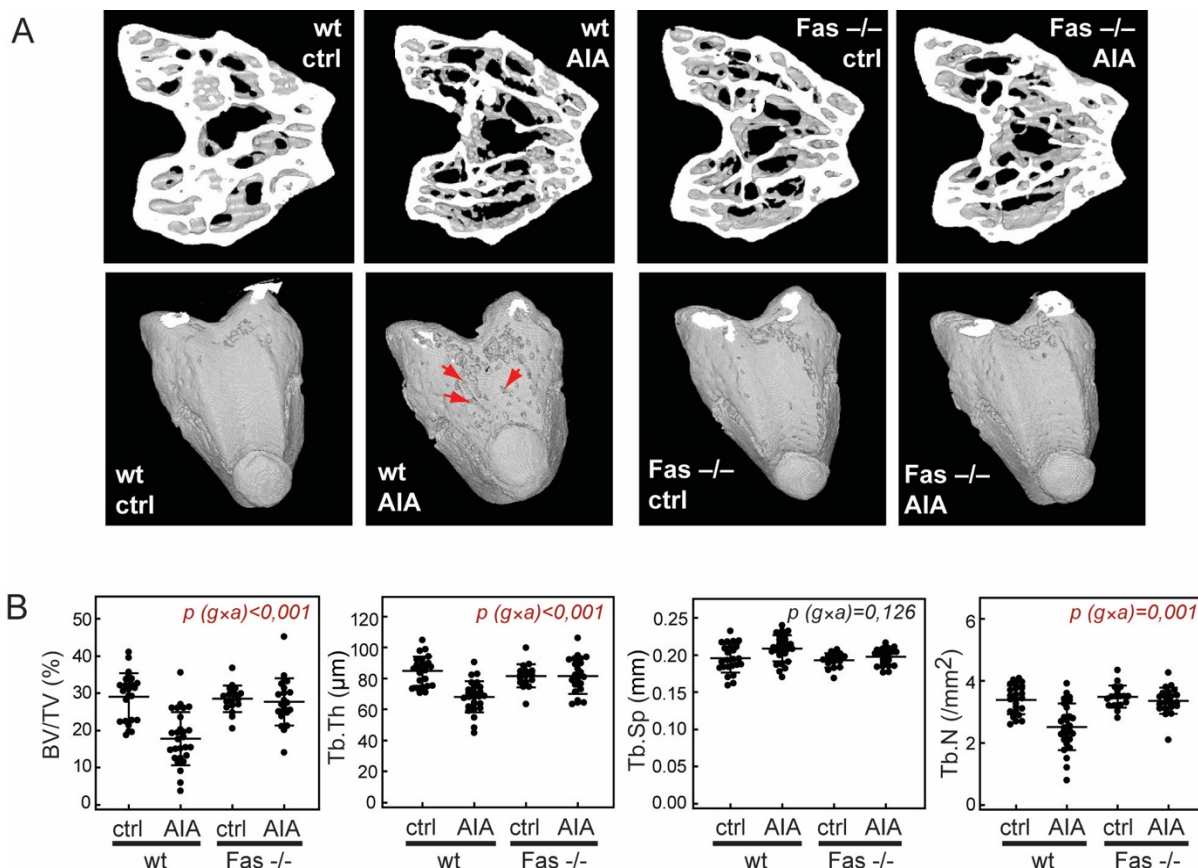 A
wt
ctrl
wt
AIA
Fas –/–
ctrl
Fas –/–
AIA
wt
ctrl
wt
AIA
Fas –/–
ctrl
Fas –/–
AIA
B
BV/TV (%)
50
40
30
20
10
0
p (g×a)<0,001
ctrl AIA ctrl AIA
wt Fas -/-
Tb.Th (µm)
120
100
80
60
40
20
0
p (g×a)<0,001
ctrl AIA ctrl AIA
wt Fas -/-
Tb.Sp (mm)
0.25
0.20
0.15
0.10
0.05
0.00
p (g×a)=0,126
ctrl AIA ctrl AIA
wt Fas -/-
Tb.N (/mm²)
6
4
2
0
p (g×a)=0,001
ctrl AIA ctrl AIA
wt Fas -/-